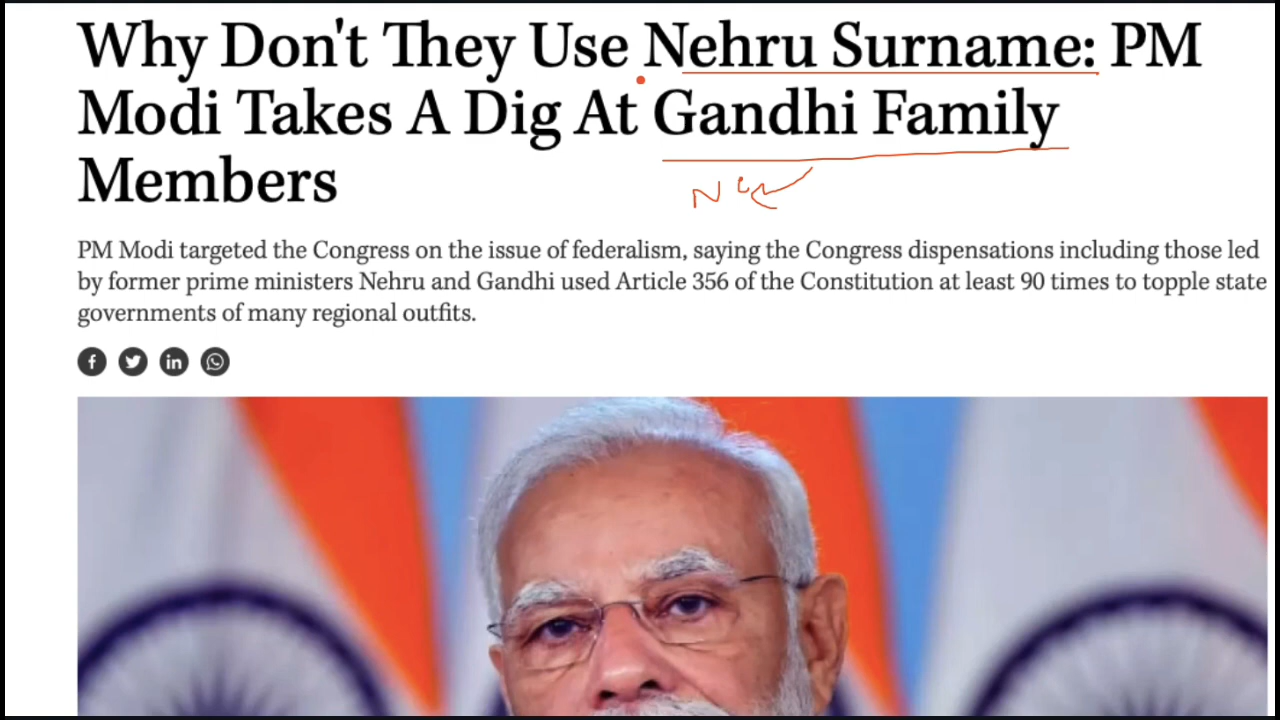 Why Don't They Use Nehru Surname: PM
Modi Takes A Dig At Gandhi Family
Members
PM Modi targeted the Congress on the issue of federalism, saying the Congress dispensations including those led
by former prime ministers Nehru and Gandhi used Article 356 of the Constitution at least 90 times to topple state
governments of many regional outfits.